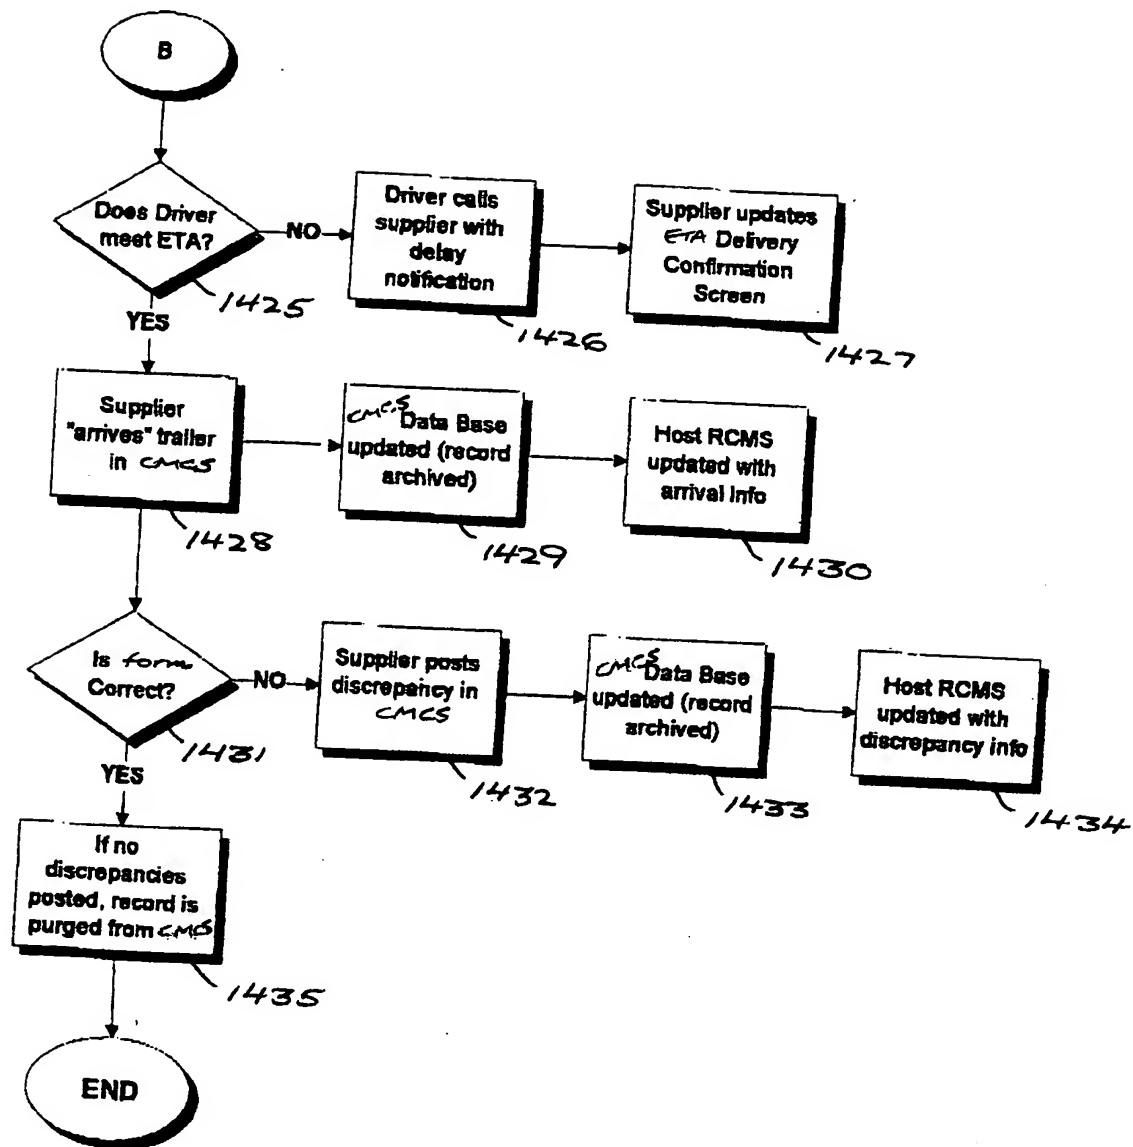 B
Does Driver
meet ETA?
1425
NO
Driver calls
supplier with
delay
notification
1426
Supplier updates
ETA Delivery
Confirmation
Screen
1427
YES
Supplier
"arrives" trailer
in CMCS
1428
CMCS Data Base
updated (record
archived)
1429
Host RCMS
updated with
arrival info
1430
Is form
Correct?
1431
NO
Supplier posts
discrepancy in
CMCS
1432
CMCS Data Base
updated (record
archived)
1433
Host RCMS
updated with
discrepancy info
1434
YES
If no
discrepancies
posted, record is
purged from CMCS
1435
END